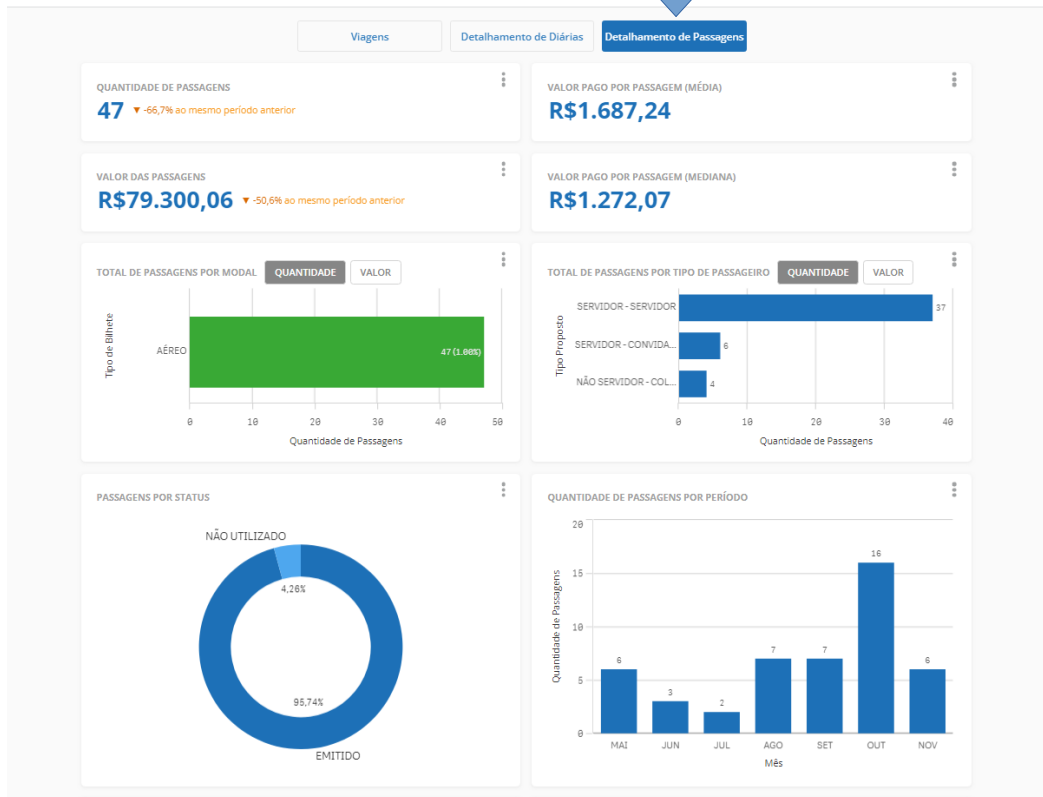 Viagens
Detalhamento de Diárias
Detalhamento de Passagens
QUANTIDADE DE PASSAGENS
47 ▼ -66,7% ao mesmo período anterior
VALOR PAGO POR PASSAGEM (MÉDIA)
R$1.687,24
VALOR DAS PASSAGENS
R$79.300,06 ▼ -50,6% ao mesmo período anterior
VALOR PAGO POR PASSAGEM (MEDIANA)
R$1.272,07
TOTAL DE PASSAGENS POR MODAL QUANTIDADE VALOR
Tipo de Bilhete
AÉREO
47(1.00%)
0 10 20 30 40 50
Quantidade de Passagens
TOTAL DE PASSAGENS POR TIPO DE PASSAGEIRO QUANTIDADE VALOR
Tipo Proposto
SERVIDOR - SERVIDOR 37
SERVIDOR - CONVIDA... 6
NÃO SERVIDOR - COL... 4
0 10 20 30 40
Quantidade de Passagens
PASSAGENS POR STATUS
NÃO UTILIZADO
4,26%
95,74%
EMITIDO
QUANTIDADE DE PASSAGENS POR PERÍODO
Quantidade de Passagens
20
15
10
5
0
6 3 2 7 7 16 6
MAI JUN JUL AGO SET OUT NOV
Mês